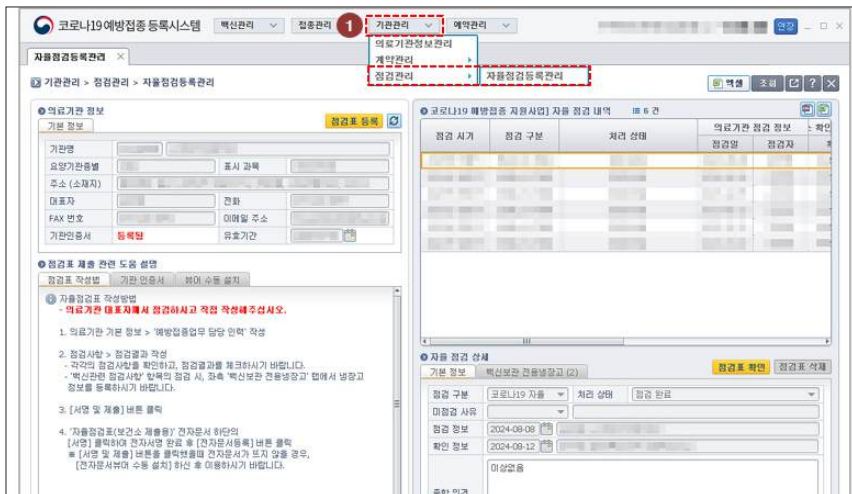 코로나19 예방접종 등록시스템
백신관리
접종관리
1
기관관리
예약관리
연장
의료기관정보관리
계약관리
점검관리
자율점검등록관리
자율점검등록관리
기관관리 > 점검관리 > 자율점검등록관리
엑셀
조회
?
의료기관 정보
기본 정보
점검표 등록
기관명
요양기관종별
표시 과목
주소 (소재지)
대표자
전화
FAX 번호
이메일 주소
기관인증서
등록됨
유효기간
점검표 제출 관련 도움 설명
점검표 작성법
기관 인증서
뷰어 수동 설치
자율점검표 작성방법
- 의료기관 대표자께서 점검하시고 직접 작성해주십시오.
1. 의료기관 기본 정보 > '예방접종업무 담당 인력' 작성
2. 점검사항 > 점검결과 작성
- 각각의 점검사항을 확인하고, 점검결과를 체크하시기 바랍니다.
- '백신관련 점검사항' 항목의 점검 시, 좌측 '백신보관 전용냉장고' 탭에서 냉장고
정보를 등록하시기 바랍니다.
3. [서명 및 제출] 버튼 클릭
4. '자율점검표(보건소 제출용)' 전자문서 하단의
[서명] 클릭하여 전자서명 완료 후 [전자문서등록] 버튼 클릭
※ [서명 및 제출] 버튼을 클릭했을때 전자문서가 뜨지 않을 경우,
[전자문서뷰어 수동 설치] 하신 후 이용하시기 바랍니다.
코로나19 예방접종 지원사업] 자율 점검 내역
6 건
점검 시기
점검 구분
처리 상태
의료기관 점검 정보
확인
점검일
점검자
자율 점검 상세
기본 정보
백신보관 전용냉장고 (2)
점검표 확인
점검표 삭제
점검 구분
코로나19 자율
처리 상태
점검 완료
미점검 사유
점검 정보
2024-08-08
확인 정보
2024-08-12
이상없음
종합 의견